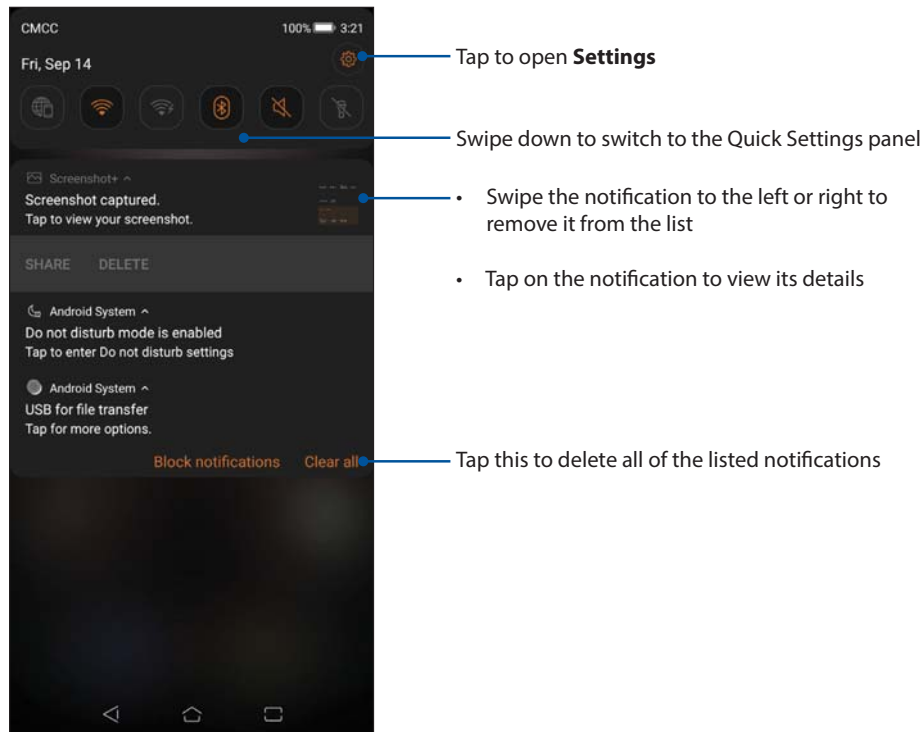 CMCC 100% 3:21
Fri, Sep 14
Tap to open Settings
Swipe down to switch to the Quick Settings panel
Screenshot+
Screenshot captured.
Tap to view your screenshot.
• Swipe the notification to the left or right to
remove it from the list
SHARE DELETE
• Tap on the notification to view its details
Android System
Do not disturb mode is enabled
Tap to enter Do not disturb settings
Android System
USB for file transfer
Tap for more options.
Block notifications Clear all
Tap this to delete all of the listed notifications